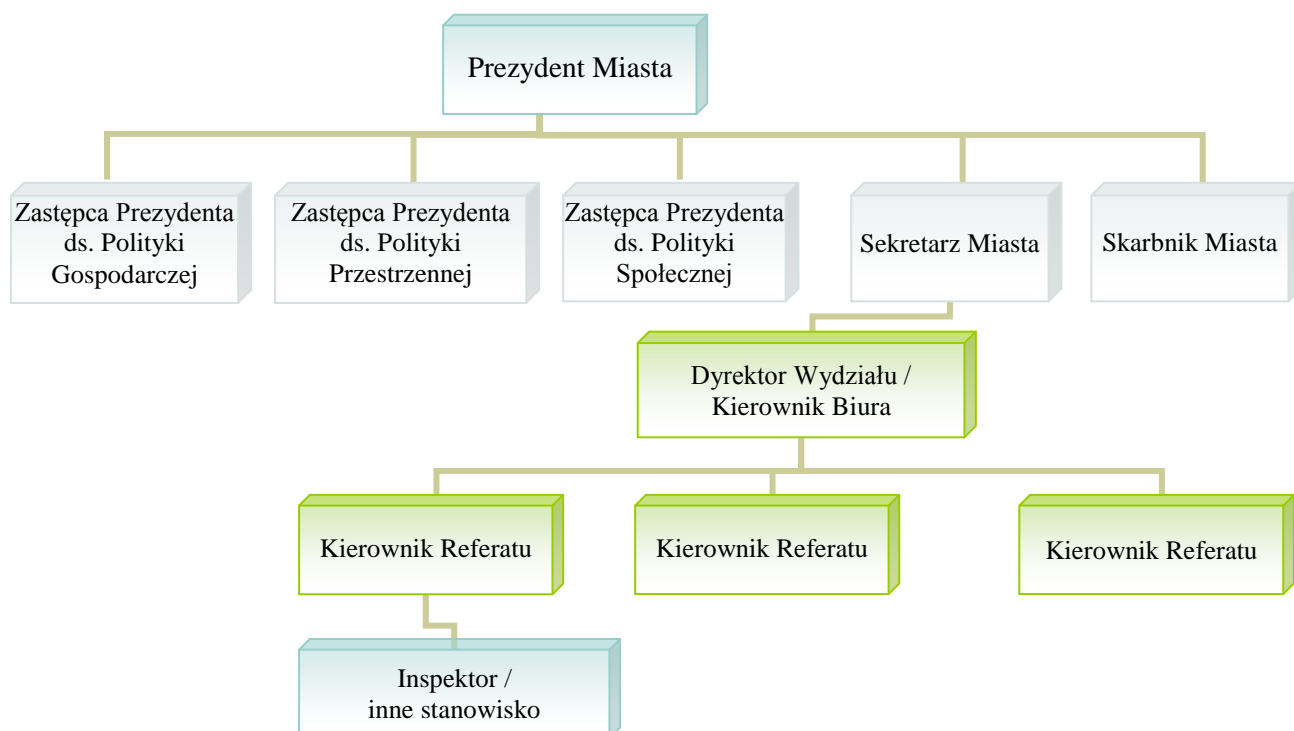 Prezydent Miasta
Zastępca Prezydenta
ds. Polityki
Gospodarczej
Zastępca Prezydenta
ds. Polityki
Przestrzennej
Zastępca Prezydenta
ds. Polityki
Społecznej
Sekretarz Miasta
Skarbnik Miasta
Dyrektor Wydziału /
Kierownik Biura
Kierownik Referatu
Kierownik Referatu
Kierownik Referatu
Inspektor /
inne stanowisko